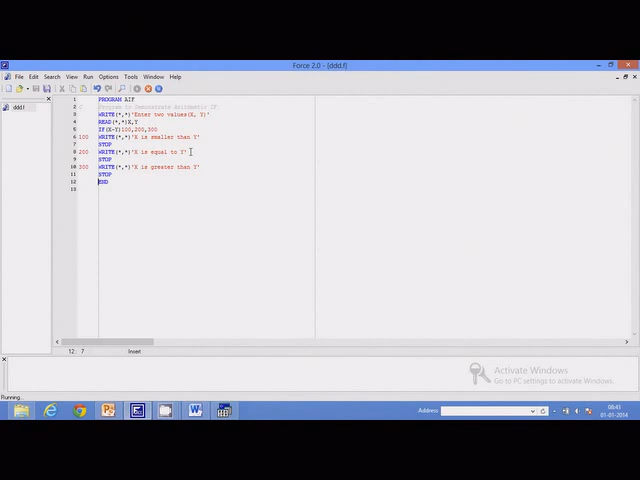 Force 2.0 - [ddd.f]
File Edit Search View Run Options Tools Window Help
ddd.f
1 PROGRAM AIF
2 C Program to Demonstrate Arithmetor IF
3 WRITE(*,*)'Enter two values(X, Y)'
4 READ(*,*)X,Y
5 IF(X-Y)100,200,300
6 100 WRITE(*,*)'X is smaller than Y'
7 STOP
8 200 WRITE(*,*)'X is equal to Y'
9 STOP
10 300 WRITE(*,*)'X is greater than Y'
11 STOP
12 END
13
12: 7 Insert
Activate Windows
Go to PC settings to activate Windows.
Running...
Address
08:43
01-01-2014